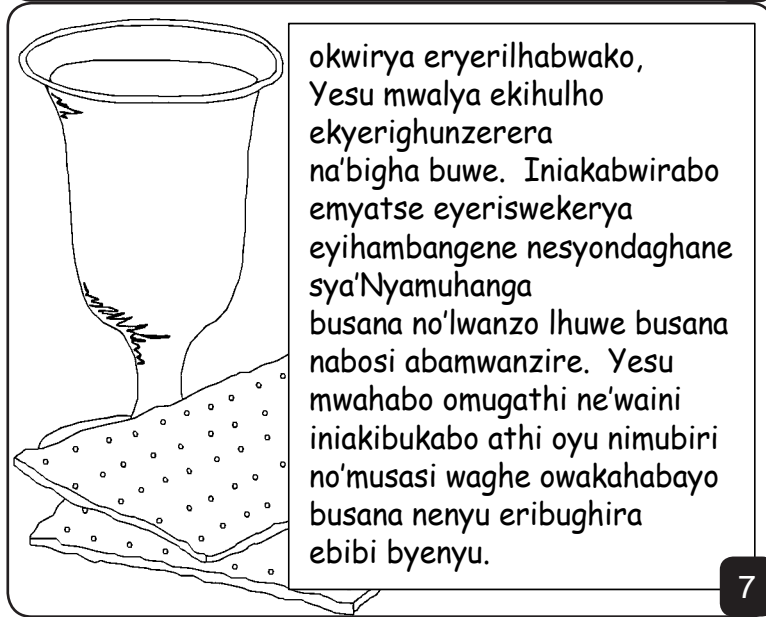 okwirya eryerilhabwako,
Yesu mwalya ekihulho
ekyerighunzerera
na'bigha buwe. Iniakabwirabo
emyatse eyeriswekerya
eyihambangene nesyondaghane
sya'Nyamuhanga
busana no'lwanzo lhuwe busana
nabosi abamwanzire. Yesu
mwahabo omugathi ne'waini
iniakibukabo athi oyu nimubiri
no'musasi waghe owakahabayo
busana nenyu eribughira
ebibi byenyu.
7